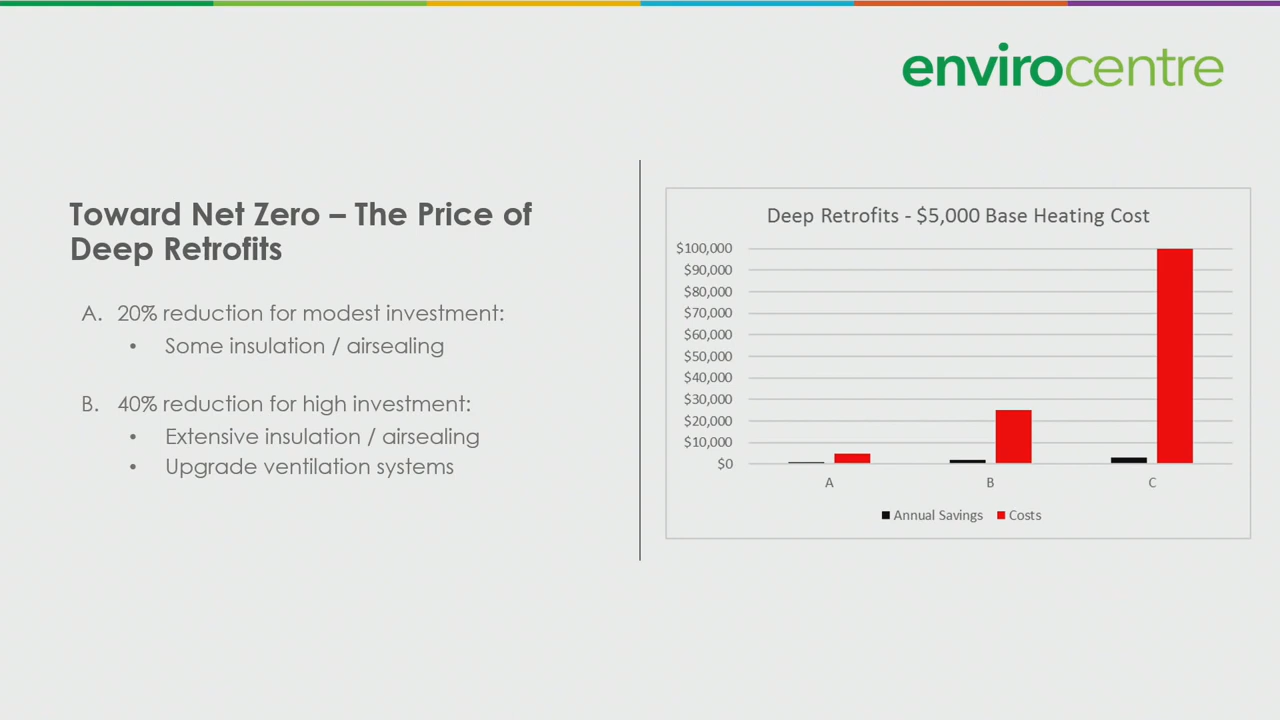 envirocentre
Toward Net Zero – The Price of
Deep Retrofits
A. 20% reduction for modest investment:
• Some insulation / airsealing
B. 40% reduction for high investment:
• Extensive insulation / airsealing
• Upgrade ventilation systems
Deep Retrofits - $5,000 Base Heating Cost
$100,000
$90,000
$80,000
$70,000
$60,000
$50,000
$40,000
$30,000
$20,000
$10,000
$0
A B C
Annual Savings Costs